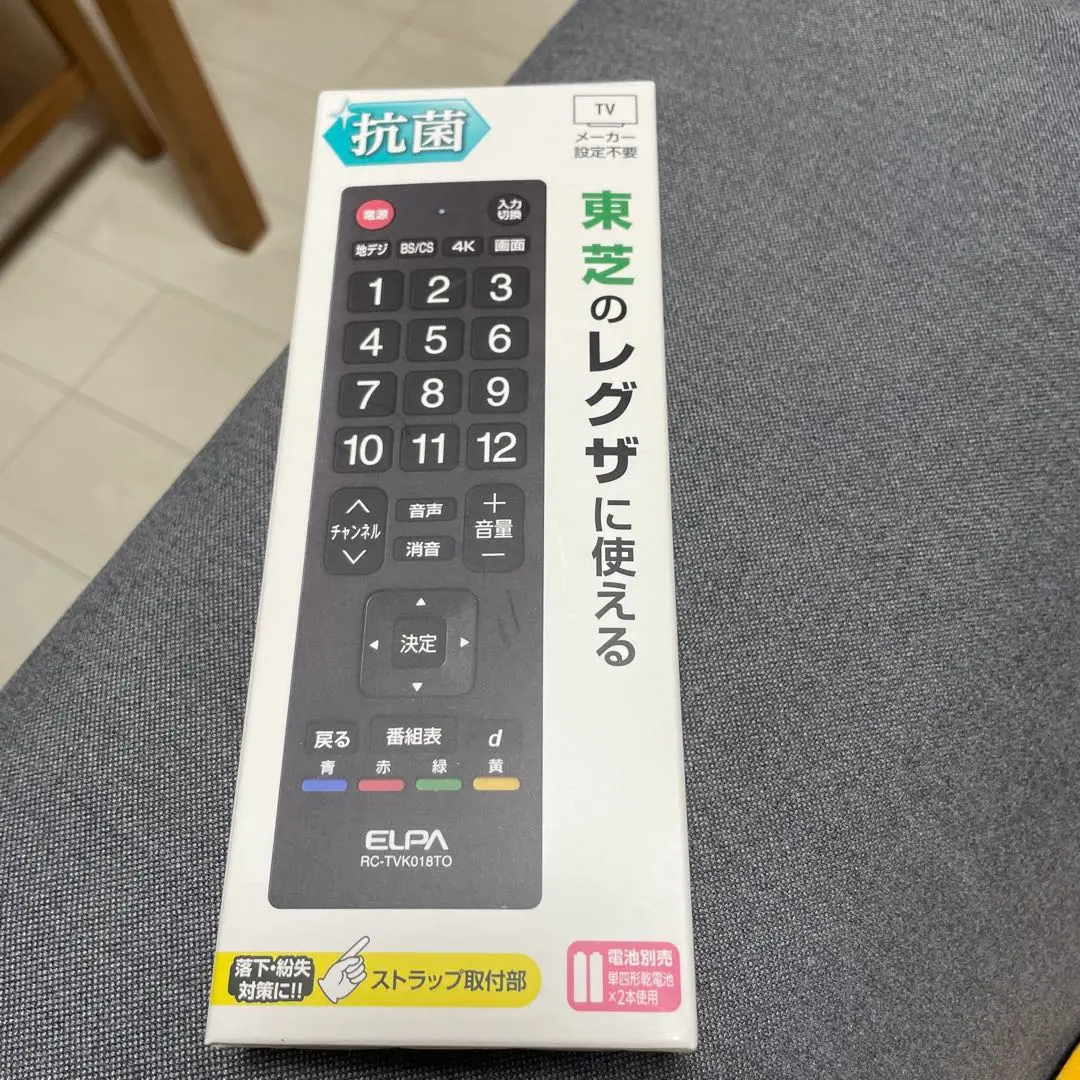 抗菌
TV
メーカー
設定不要
東芝のレグザに使える
電源
入力
切換
地デジ BS/CS 4K 画面
1 2 3
4 5 6
7 8 9
10 11 12
チャンネル
音声
消音
+
音量
−
決定
戻る 番組表 d
青 赤 緑 黄
ELPA
RC-TVK018TO
落下・紛失
対策に!!
ストラップ取付部
電池別売
単四形乾電池
×2本使用